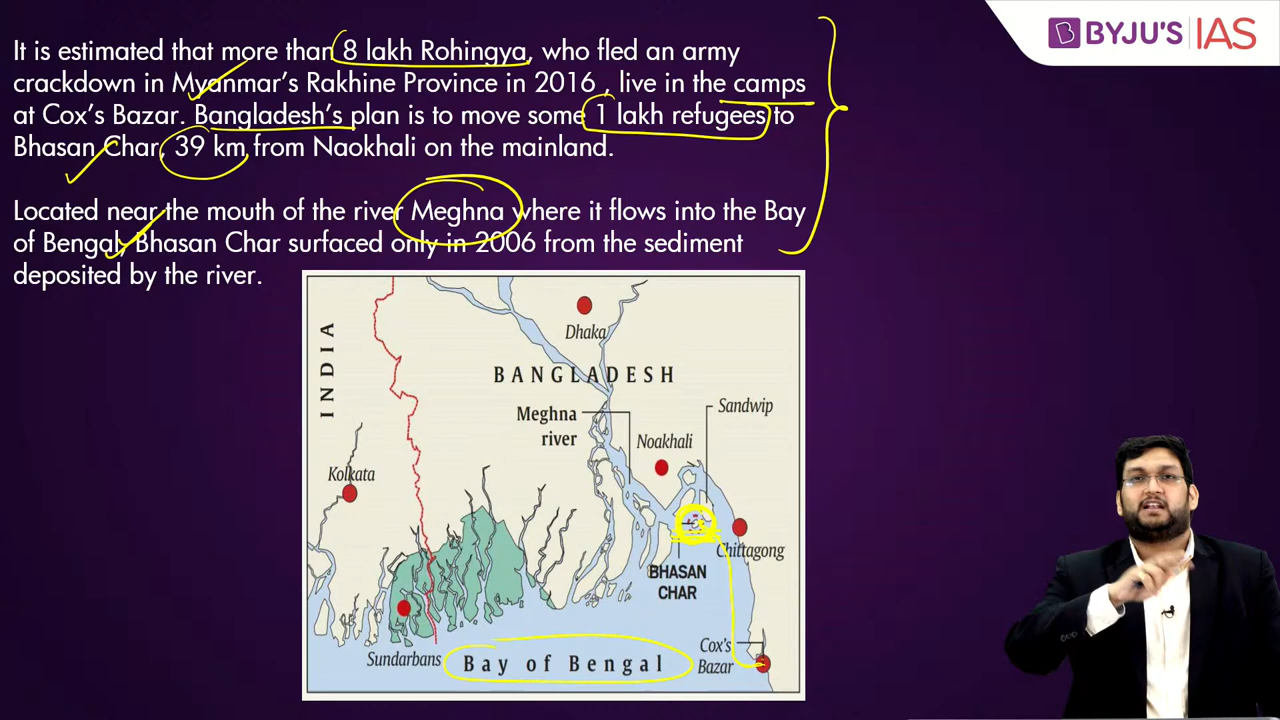 BYJU'S IAS
It is estimated that more than 8 lakh Rohingya, who fled an army
crackdown in Myanmar's Rakhine Province in 2016 , live in the camps
at Cox's Bazar. Bangladesh's plan is to move some 1 lakh refugees to
Bhasan Char, 39 km from Naokhali on the mainland.
Located near the mouth of the river Meghna where it flows into the Bay
of Bengal, Bhasan Char surfaced only in 2006 from the sediment
deposited by the river.
INDIA
Dhaka
BANGLADESH
Meghna
river
Sandwip
Noakhali
Kolkata
Chittagong
BHASAN
CHAR
Sundarbans
Bay of Bengal
Cox's
Bazar